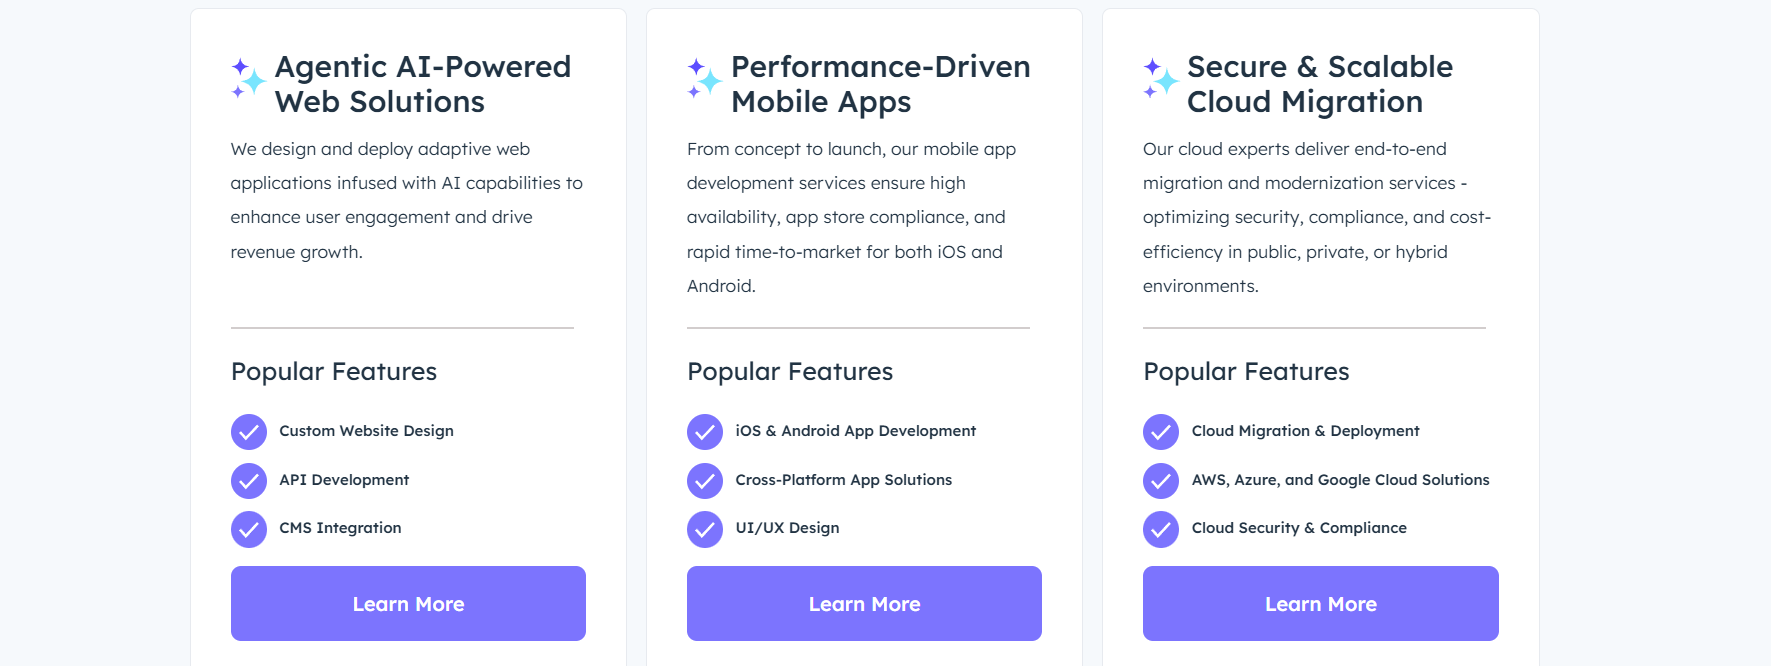 Agentic AI-Powered
Web Solutions
We design and deploy adaptive web
applications infused with AI capabilities to
enhance user engagement and drive
revenue growth.
Popular Features
Custom Website Design
API Development
CMS Integration
Learn More
Performance-Driven
Mobile Apps
From concept to launch, our mobile app
development services ensure high
availability, app store compliance, and
rapid time-to-market for both iOS and
Android.
Popular Features
iOS & Android App Development
Cross-Platform App Solutions
UI/UX Design
Learn More
Secure & Scalable
Cloud Migration
Our cloud experts deliver end-to-end
migration and modernization services -
optimizing security, compliance, and cost-
efficiency in public, private, or hybrid
environments.
Popular Features
Cloud Migration & Deployment
AWS, Azure, and Google Cloud Solutions
Cloud Security & Compliance
Learn More